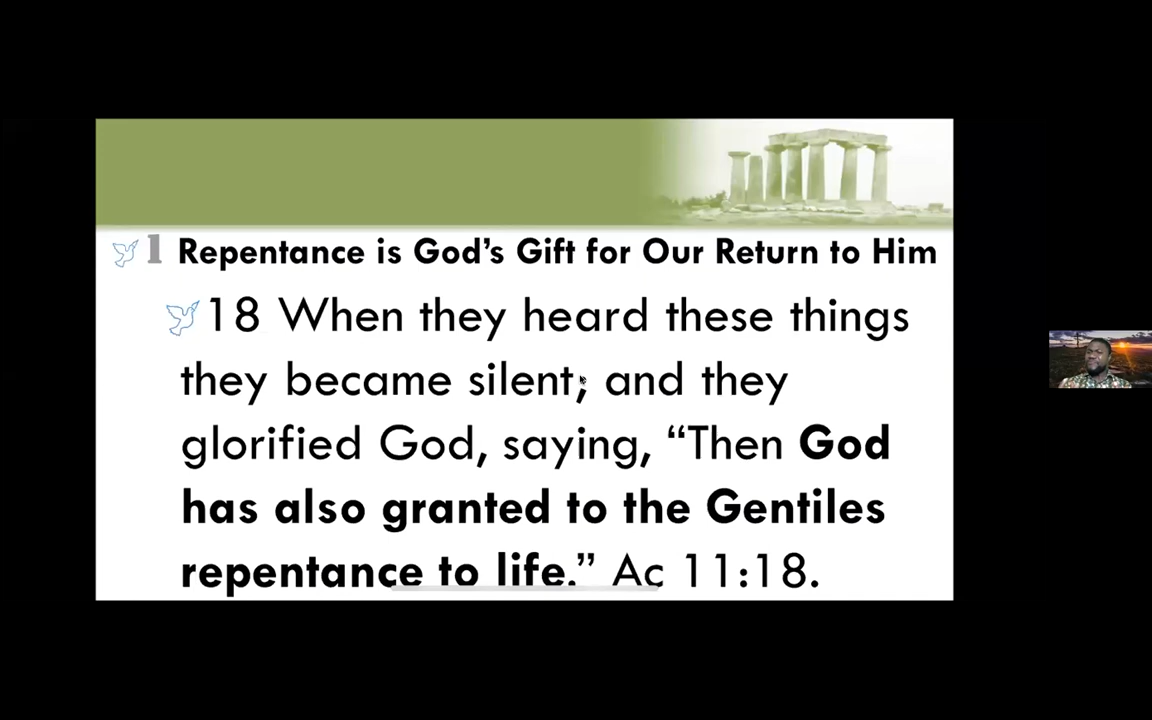 1 Repentance is God’s Gift for Our Return to Him
18 When they heard these things
they became silent; and they
glorified God, saying, “Then God
has also granted to the Gentiles
repentance to life.” Ac 11:18.